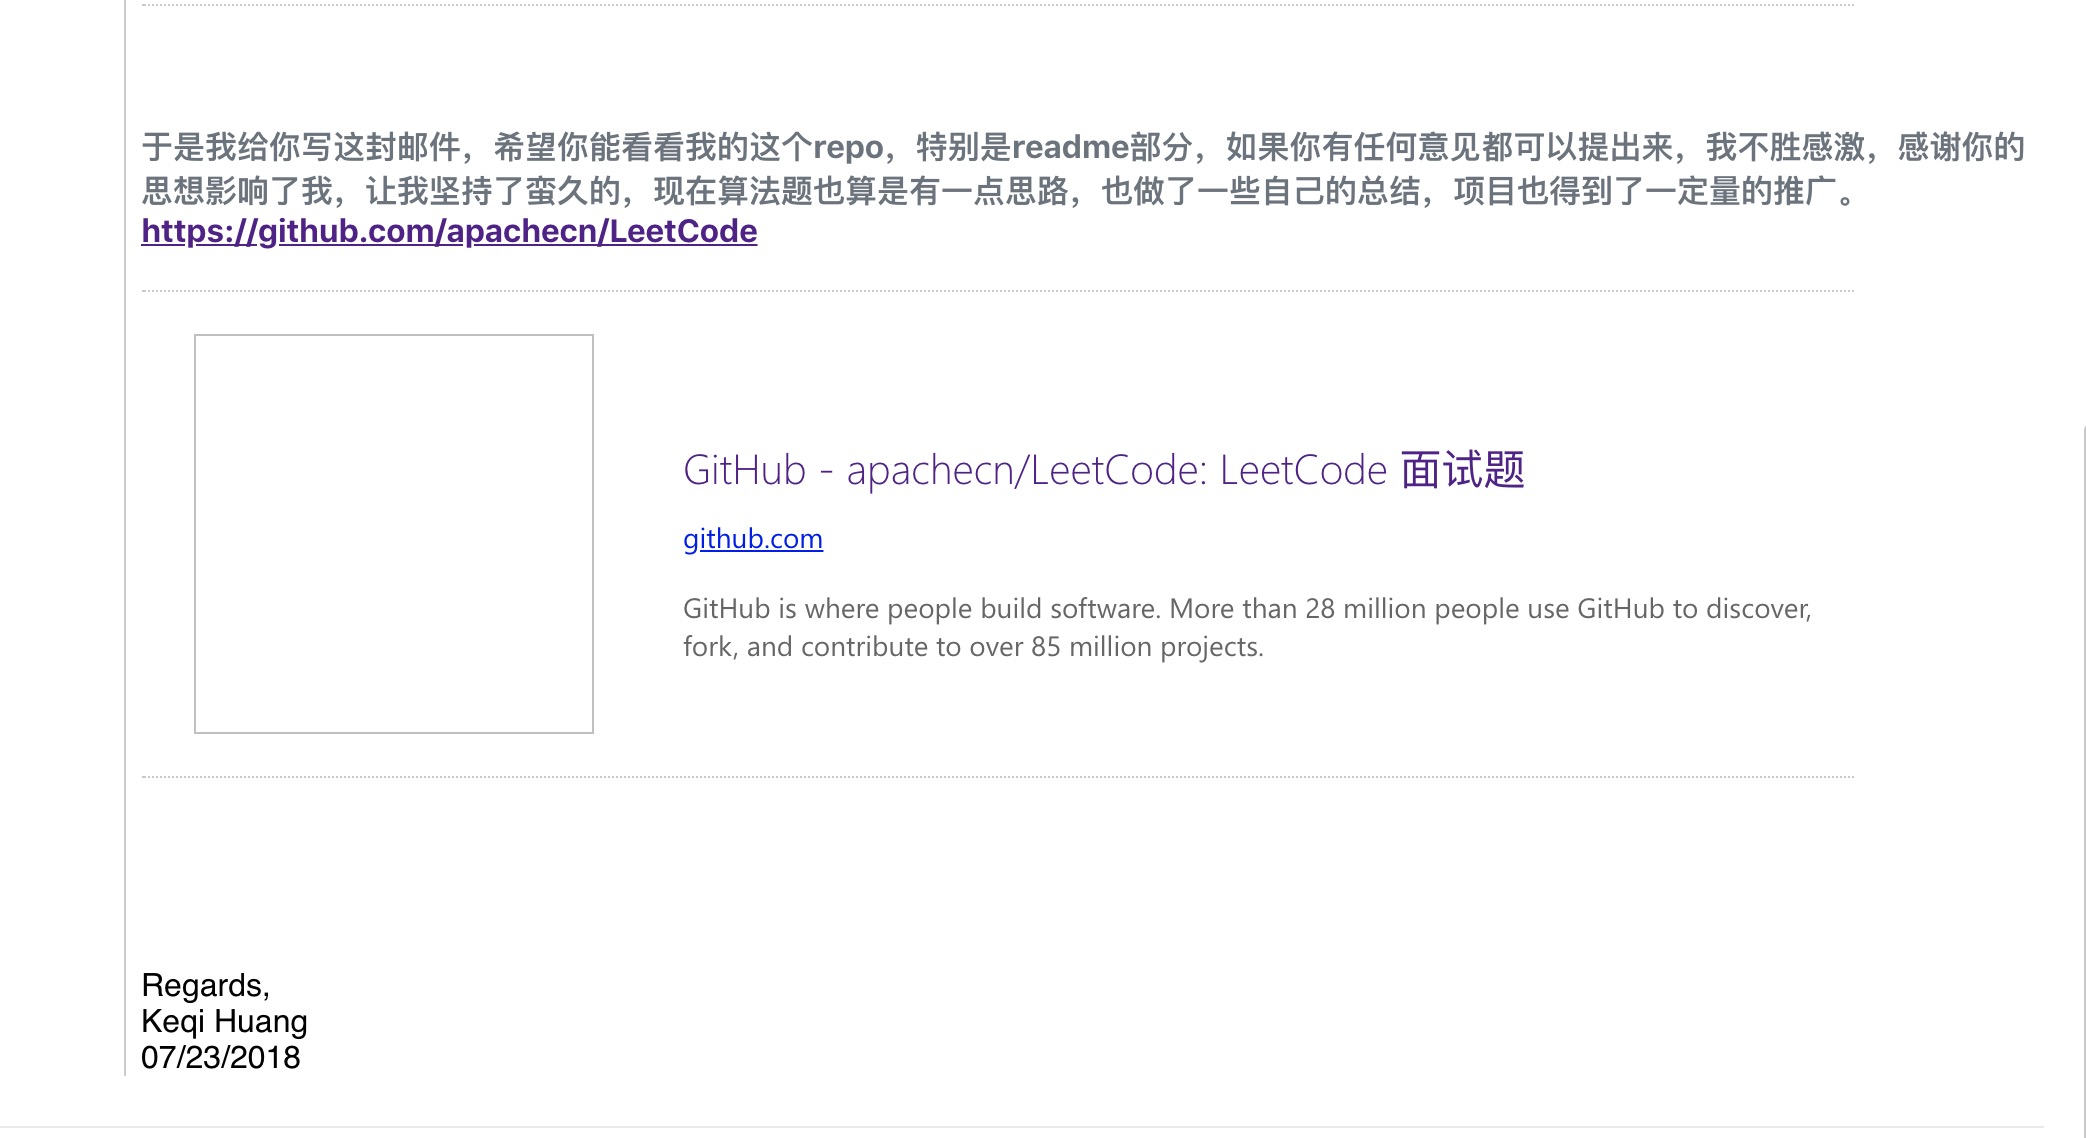 于是我给你写这封邮件，希望你能看看我的这个repo，特别是readme部分，如果你有任何意见都可以提出来，我不胜感激，感谢你的
思想影响了我，让我坚持了蛮久的，现在算法题也算是有一点思路，也做了一些自己的总结，项目也得到了一定量的推广。
https://github.com/apachecn/LeetCode
GitHub - apachecn/LeetCode: LeetCode 面试题
github.com
GitHub is where people build software. More than 28 million people use GitHub to discover,
fork, and contribute to over 85 million projects.
Regards,
Keqi Huang
07/23/2018